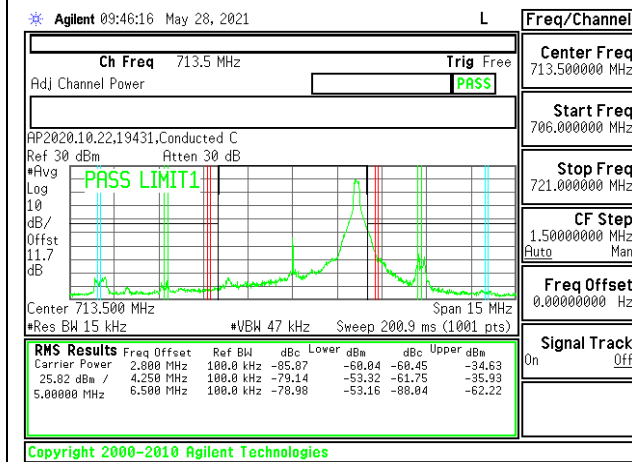 Agilent 09:46:16 May 28, 2021 L
Freq/Channel
Ch Freq 713.5 MHz Trig Free
Adj Channel Power PASS
Center Freq
713.500000 MHz
Start Freq
706.000000 MHz
Stop Freq
721.000000 MHz
CF Step
1.50000000 MHz
Auto Man
Freq Offset
0.00000000 Hz
Signal Track
On Off
AP2020.10.22,19431,Conducted C
Ref 30 dBm Atten 30 dB
#Avg
Log
10
dB/
Offst
11.7
dB
PASS LIMIT1
Center 713.500 MHz Span 15 MHz
#Res BW 15 kHz #VBW 47 kHz Sweep 200.9 ms (1001 pts)
RMS Results Freq Offset Ref BW dBc Lower dBm dBc Upper dBm
Carrier Power 2.800 MHz 100.0 kHz -85.87 -60.04 -60.45 -34.63
25.82 dBm / 4.250 MHz 100.0 kHz -79.14 -53.32 -61.75 -35.93
5.00000 MHz 6.500 MHz 100.0 kHz -78.98 -53.16 -88.04 -62.22
Copyright 2000-2010 Agilent Technologies